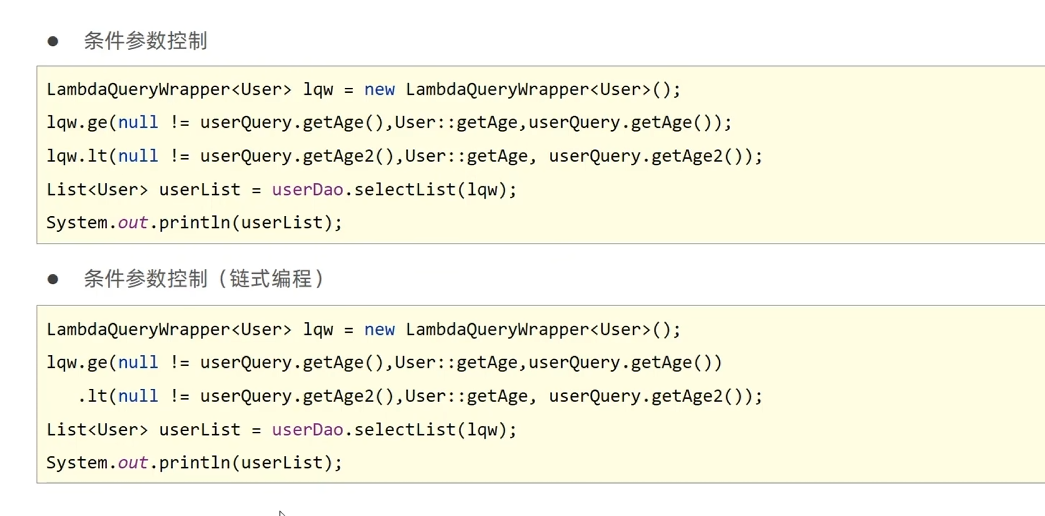 ● 条件参数控制
LambdaQueryWrapper<User> lqw = new LambdaQueryWrapper<User>();
lqw.ge(null != userQuery.getAge(),User::getAge,userQuery.getAge());
lqw.lt(null != userQuery.getAge2(),User::getAge, userQuery.getAge2());
List<User> userList = userDao.selectList(lqw);
System.out.println(userList);
● 条件参数控制（链式编程）
LambdaQueryWrapper<User> lqw = new LambdaQueryWrapper<User>();
lqw.ge(null != userQuery.getAge(),User::getAge,userQuery.getAge())
   .lt(null != userQuery.getAge2(),User::getAge, userQuery.getAge2());
List<User> userList = userDao.selectList(lqw);
System.out.println(userList);